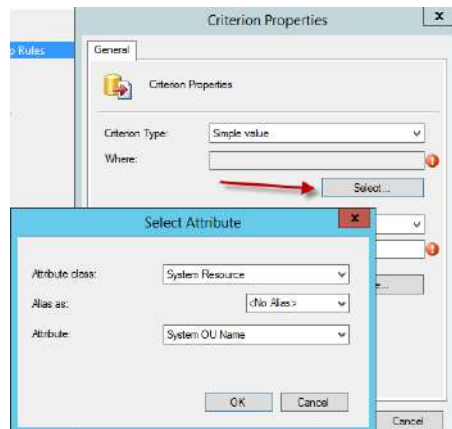 Criterion Properties
x
Rules
General
Criterion Properties
Criterion Type:
Simple value
Where:
Select...
Select Attribute
x
Attribute class:
System Resource
Alias as:
<No Alias>
Attribute:
System OU Name
OK
Cancel
Cancel